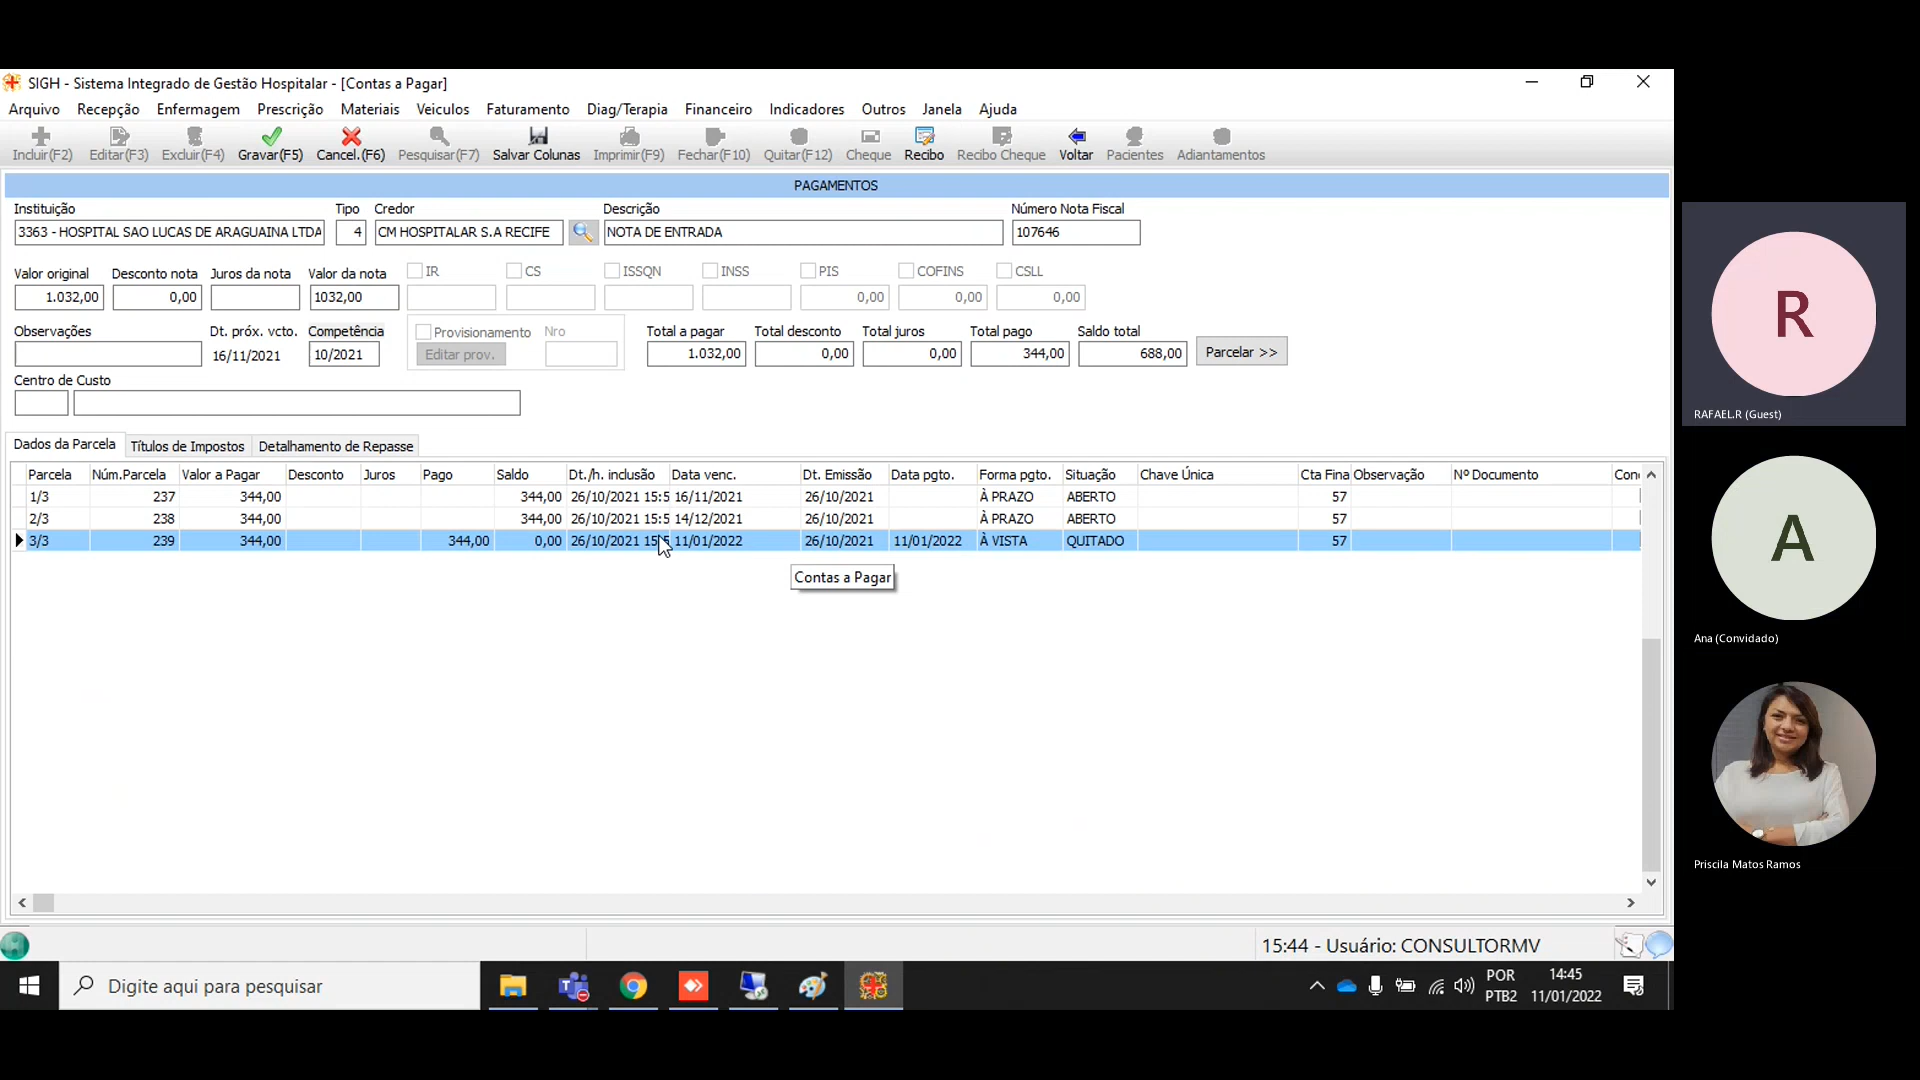 SIGH - Sistema Integrado de Gestão Hospitalar - [Contas a Pagar]
Arquivo Recepção Enfermagem Prescrição Materiais Veiculos Faturamento Diag/Terapia Financeiro Indicadores Outros Janela Ajuda
Incluir(F2) Editar(F3) Excluir(F4) Gravar(F5) Cancel.(F6) Pesquisar(F7) Salvar Colunas Imprimir(F9) Fechar(F10) Quitar(F12) Cheque Recibo Recibo Cheque Voltar Pacientes Adiantamentos
PAGAMENTOS
Instituição Tipo Credor Descrição Número Nota Fiscal
3363 - HOSPITAL SAO LUCAS DE ARAGUAINA LTDA 4 CM HOSPITALAR S.A RECIFE NOTA DE ENTRADA 107646
Valor original Desconto nota Juros da nota Valor da nota IR CS ISSQN INSS PIS COFINS CSLL
1.032,00 0,00 1032,00 0,00 0,00 0,00
Observações Dt. próx. vcto. Competência Provisionamento Nro Total a pagar Total desconto Total juros Total pago Saldo total
16/11/2021 10/2021 Editar prov. 1.032,00 0,00 0,00 344,00 688,00 Parcelar >>
Centro de Custo
Dados da Parcela Títulos de Impostos Detalhamento de Repasse
Parcela Núm.Parcela Valor a Pagar Desconto Juros Pago Saldo Dt./h. inclusão Data venc. Dt. Emissão Data pgto. Forma pgto. Situação Chave Única Cta Fina Observação Nº Documento
1/3 237 344,00 344,00 26/10/2021 15:5 16/11/2021 26/10/2021 À PRAZO ABERTO 57
2/3 238 344,00 344,00 26/10/2021 15:5 14/12/2021 26/10/2021 À PRAZO ABERTO 57
3/3 239 344,00 344,00 0,00 26/10/2021 15:5 11/01/2022 26/10/2021 11/01/2022 À VISTA QUITADO 57
Contas a Pagar
15:44 - Usuário: CONSULTORMV
Digite aqui para pesquisar
POR
PTB2
14:45
11/01/2022
R
RAFAEL.R (Guest)
A
Ana (Convidado)
Priscila Matos Ramos